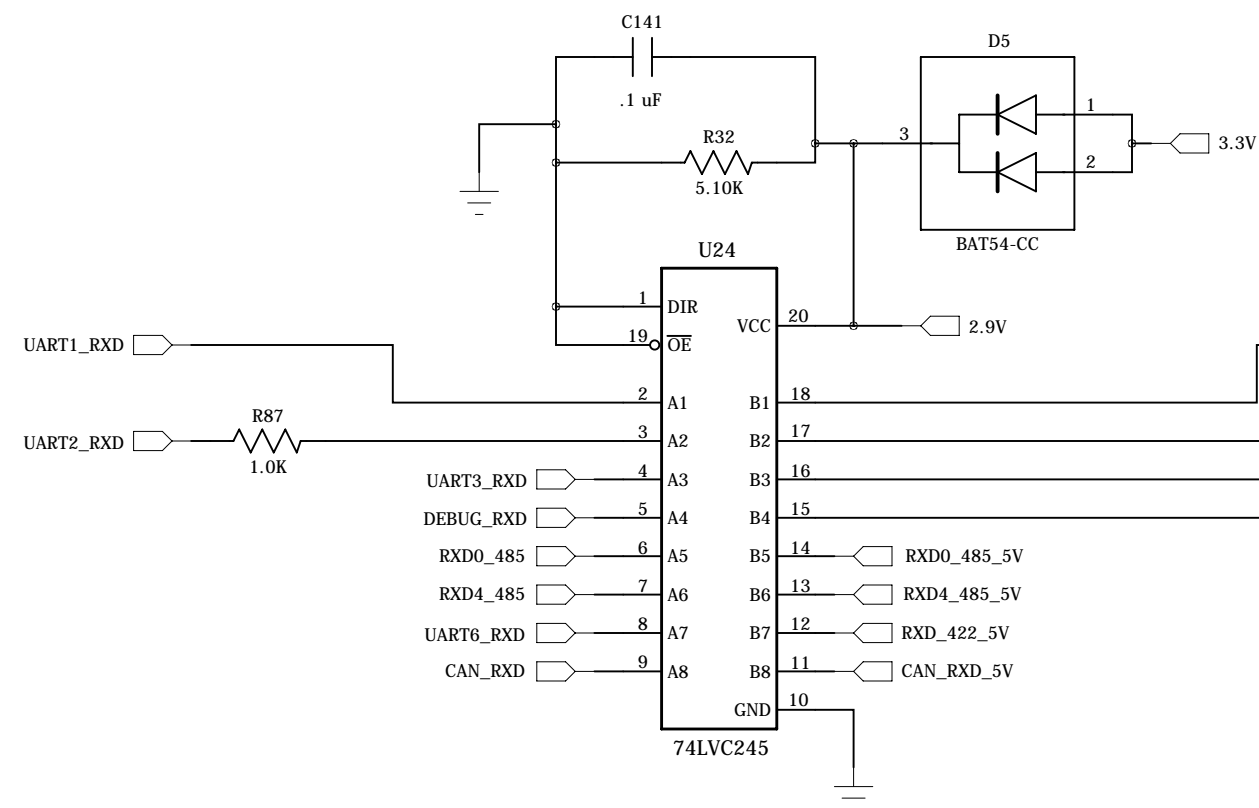 C141
.1 uF
D5
R32
5.10K
3
1
2
3.3V
BAT54-CC
U24
1 DIR
VCC 20
2.9V
19 OE
UART1_RXD
2 A1
B1 18
UART2_RXD
R87
1.0K
3 A2
B2 17
UART3_RXD
4 A3
B3 16
DEBUG_RXD
5 A4
B4 15
RXD0_485
6 A5
B5 14
RXD0_485_5V
RXD4_485
7 A6
B6 13
RXD4_485_5V
UART6_RXD
8 A7
B7 12
RXD_422_5V
CAN_RXD
9 A8
B8 11
CAN_RXD_5V
GND 10
74LVC245